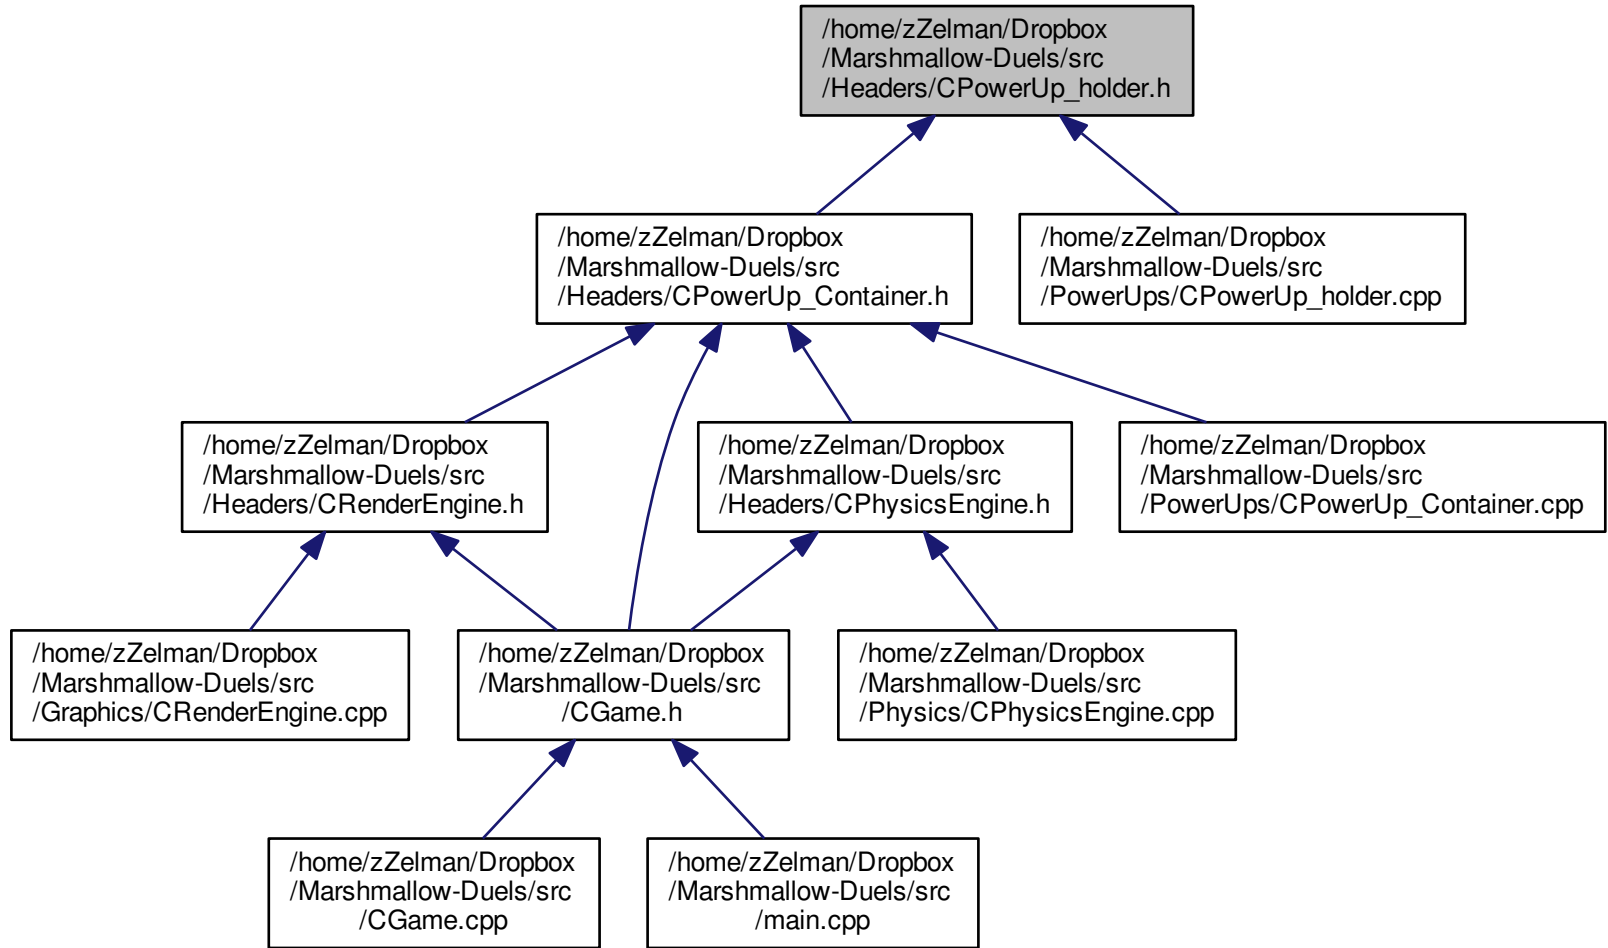 /home/zZelman/Dropbox
/Marshmallow-Duels/src
/Headers/CPowerUp_holder.h
/home/zZelman/Dropbox
/Marshmallow-Duels/src
/Headers/CPowerUp_Container.h
/home/zZelman/Dropbox
/Marshmallow-Duels/src
/PowerUps/CPowerUp_holder.cpp
/home/zZelman/Dropbox
/Marshmallow-Duels/src
/Headers/CRenderEngine.h
/home/zZelman/Dropbox
/Marshmallow-Duels/src
/Headers/CPhysicsEngine.h
/home/zZelman/Dropbox
/Marshmallow-Duels/src
/PowerUps/CPowerUp_Container.cpp
/home/zZelman/Dropbox
/Marshmallow-Duels/src
/Graphics/CRenderEngine.cpp
/home/zZelman/Dropbox
/Marshmallow-Duels/src
/CGame.h
/home/zZelman/Dropbox
/Marshmallow-Duels/src
/Physics/CPhysicsEngine.cpp
/home/zZelman/Dropbox
/Marshmallow-Duels/src
/CGame.cpp
/home/zZelman/Dropbox
/Marshmallow-Duels/src
/main.cpp